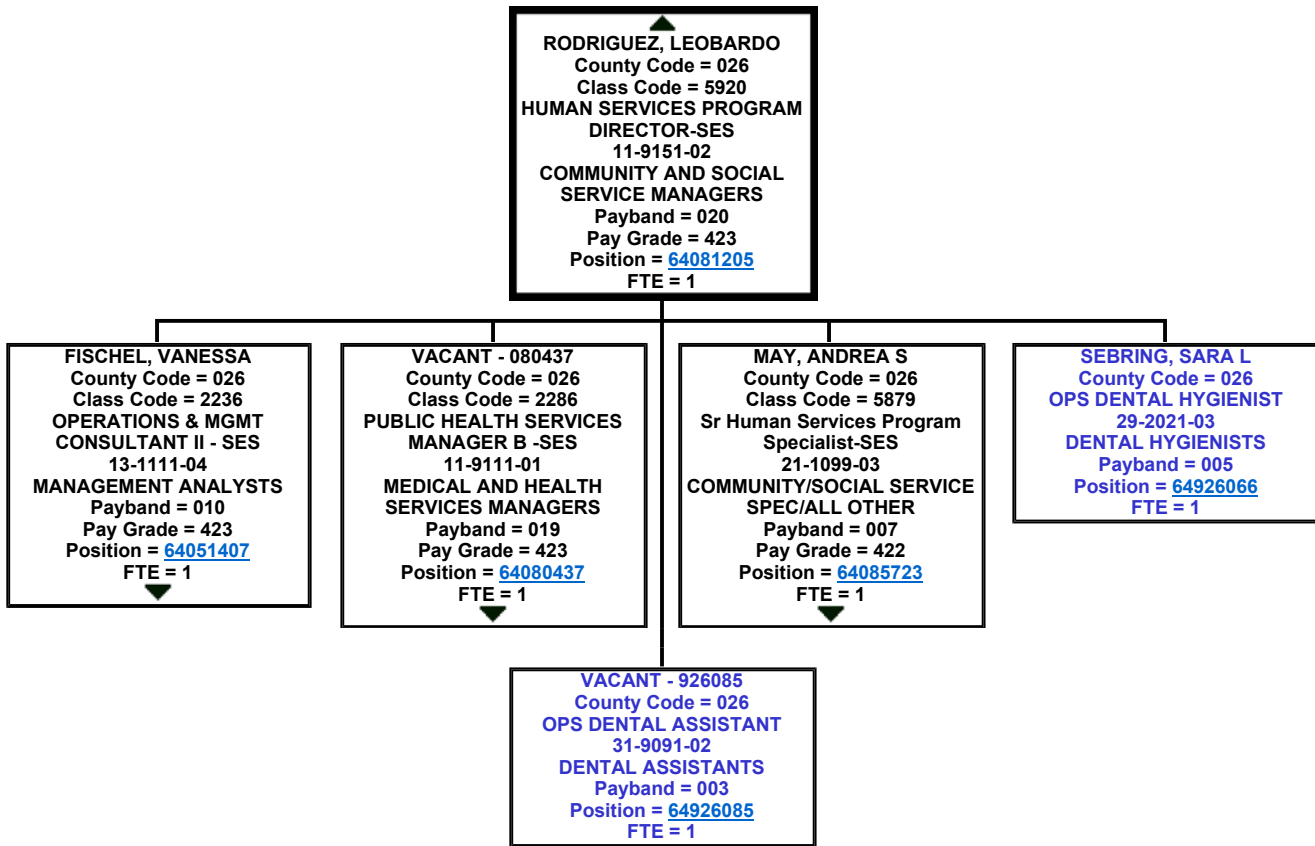 RODRIGUEZ, LEOBARDO
County Code = 026
Class Code = 5920
HUMAN SERVICES PROGRAM
DIRECTOR-SES
11-9151-02
COMMUNITY AND SOCIAL
SERVICE MANAGERS
Payband = 020
Pay Grade = 423
Position = 64081205
FTE = 1
FISCHEL, VANESSA
County Code = 026
Class Code = 2236
OPERATIONS & MGMT
CONSULTANT II - SES
13-1111-04
MANAGEMENT ANALYSTS
Payband = 010
Pay Grade = 423
Position = 64051407
FTE = 1
VACANT - 080437
County Code = 026
Class Code = 2286
PUBLIC HEALTH SERVICES
MANAGER B -SES
11-9111-01
MEDICAL AND HEALTH
SERVICES MANAGERS
Payband = 019
Pay Grade = 423
Position = 64080437
FTE = 1
MAY, ANDREA S
County Code = 026
Class Code = 5879
Sr Human Services Program
Specialist-SES
21-1099-03
COMMUNITY/SOCIAL SERVICE
SPEC/ALL OTHER
Payband = 007
Pay Grade = 422
Position = 64085723
FTE = 1
SEBRING, SARA L
County Code = 026
OPS DENTAL HYGIENIST
29-2021-03
DENTAL HYGIENISTS
Payband = 005
Position = 64926066
FTE = 1
VACANT - 926085
County Code = 026
OPS DENTAL ASSISTANT
31-9091-02
DENTAL ASSISTANTS
Payband = 003
Position = 64926085
FTE = 1